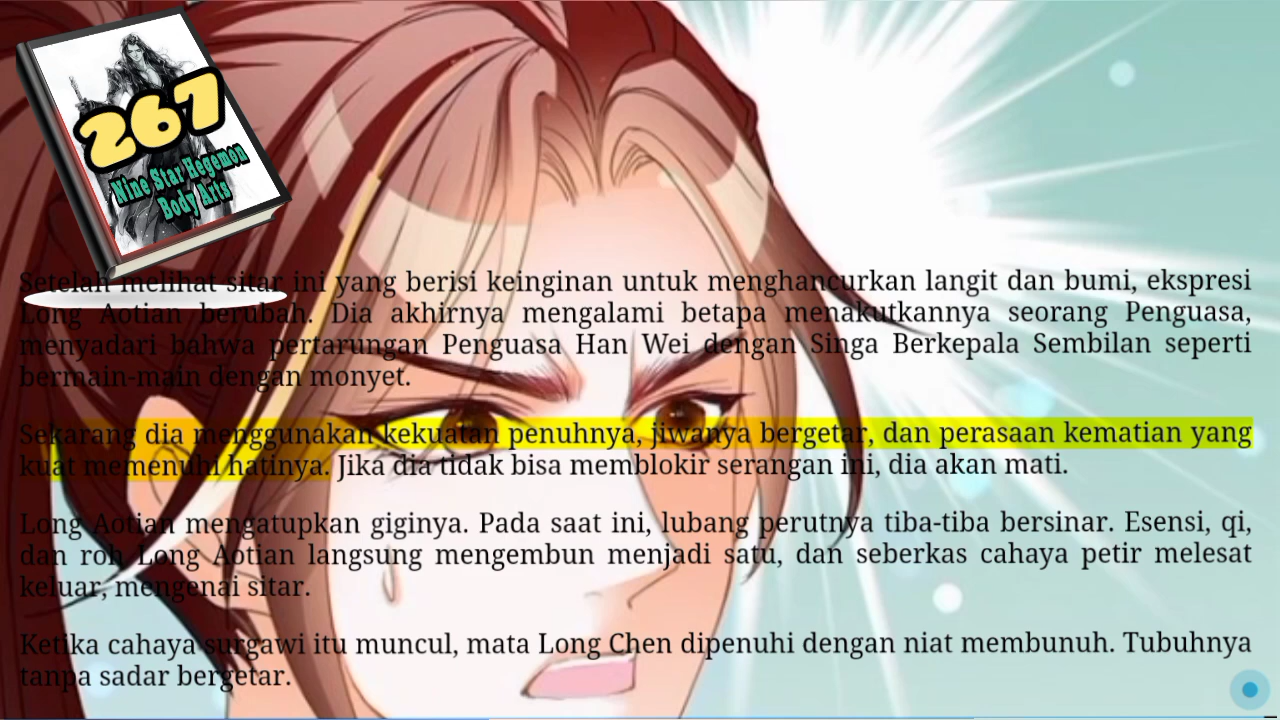 267
Nine Star Hegemon
Body Arts
Setelah melihat sitar ini yang berisi keinginan untuk menghancurkan langit dan bumi, ekspresi
Long Aotian berubah. Dia akhirnya mengalami betapa menakutkannya seorang Penguasa,
menyadari bahwa pertarungan Penguasa Han Wei dengan Singa Berkepala Sembilan seperti
bermain-main dengan monyet.
Sekarang dia menggunakan kekuatan penuhnya, jiwanya bergetar, dan perasaan kematian yang
kuat memenuhi hatinya. Jika dia tidak bisa memblokir serangan ini, dia akan mati.
Long Aotian mengatupkan giginya. Pada saat ini, lubang perutnya tiba-tiba bersinar. Esensi, qi,
dan roh Long Aotian langsung mengembun menjadi satu, dan seberkas cahaya petir melesat
keluar, mengenai sitar.
Ketika cahaya surgawi itu muncul, mata Long Chen dipenuhi dengan niat membunuh. Tubuhnya
tanpa sadar bergetar.